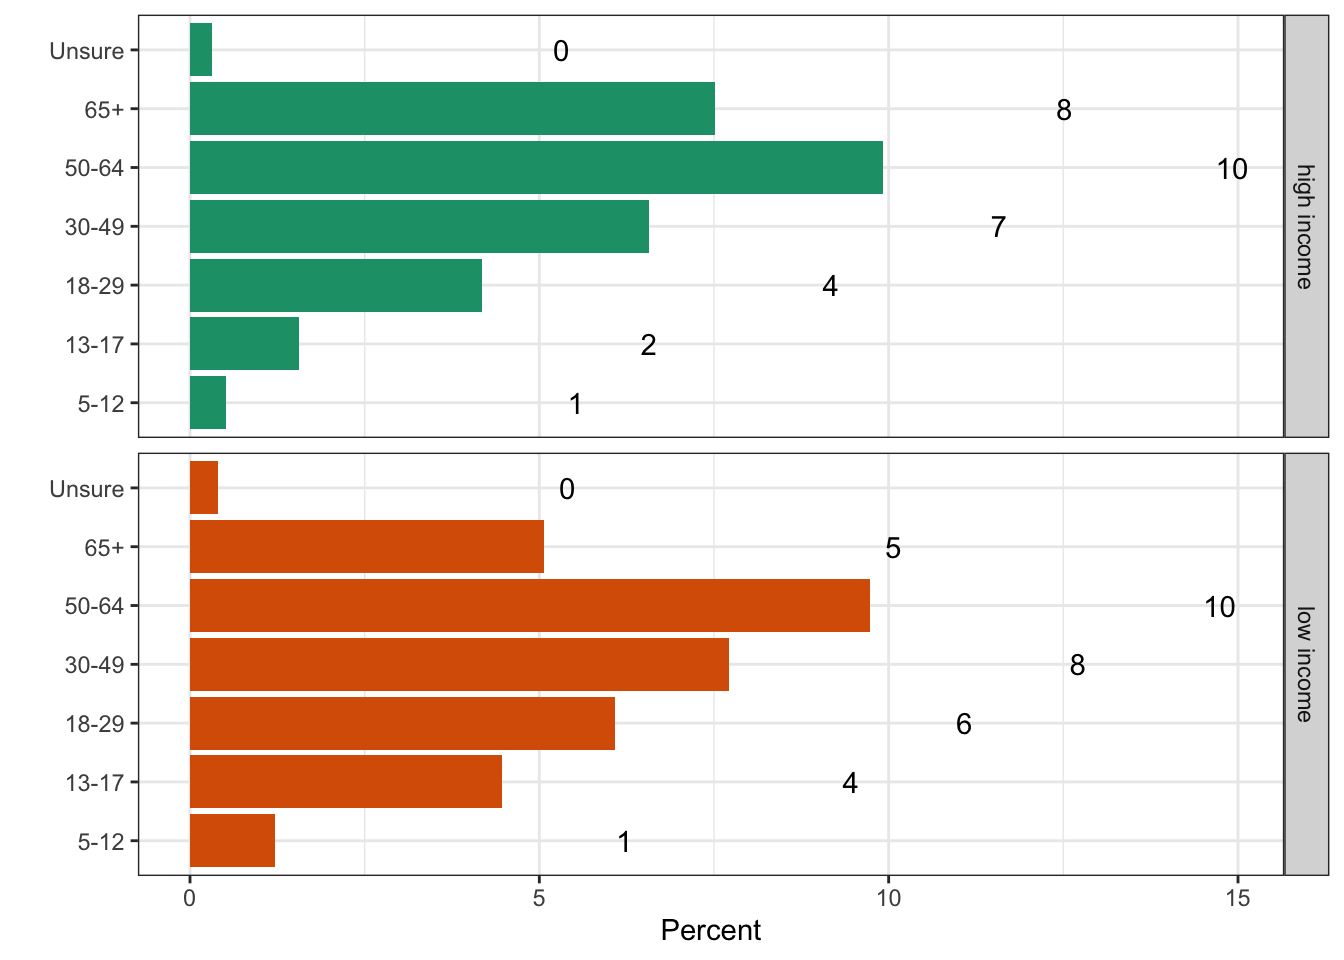 Unsure 0
65+ 8
50-64 10
30-49 7
18-29 4
13-17 2
5-12 1
high income
Unsure 0
65+ 5
50-64 10
30-49 8
18-29 6
13-17 4
5-12 1
low income
0 5 10 15
Percent